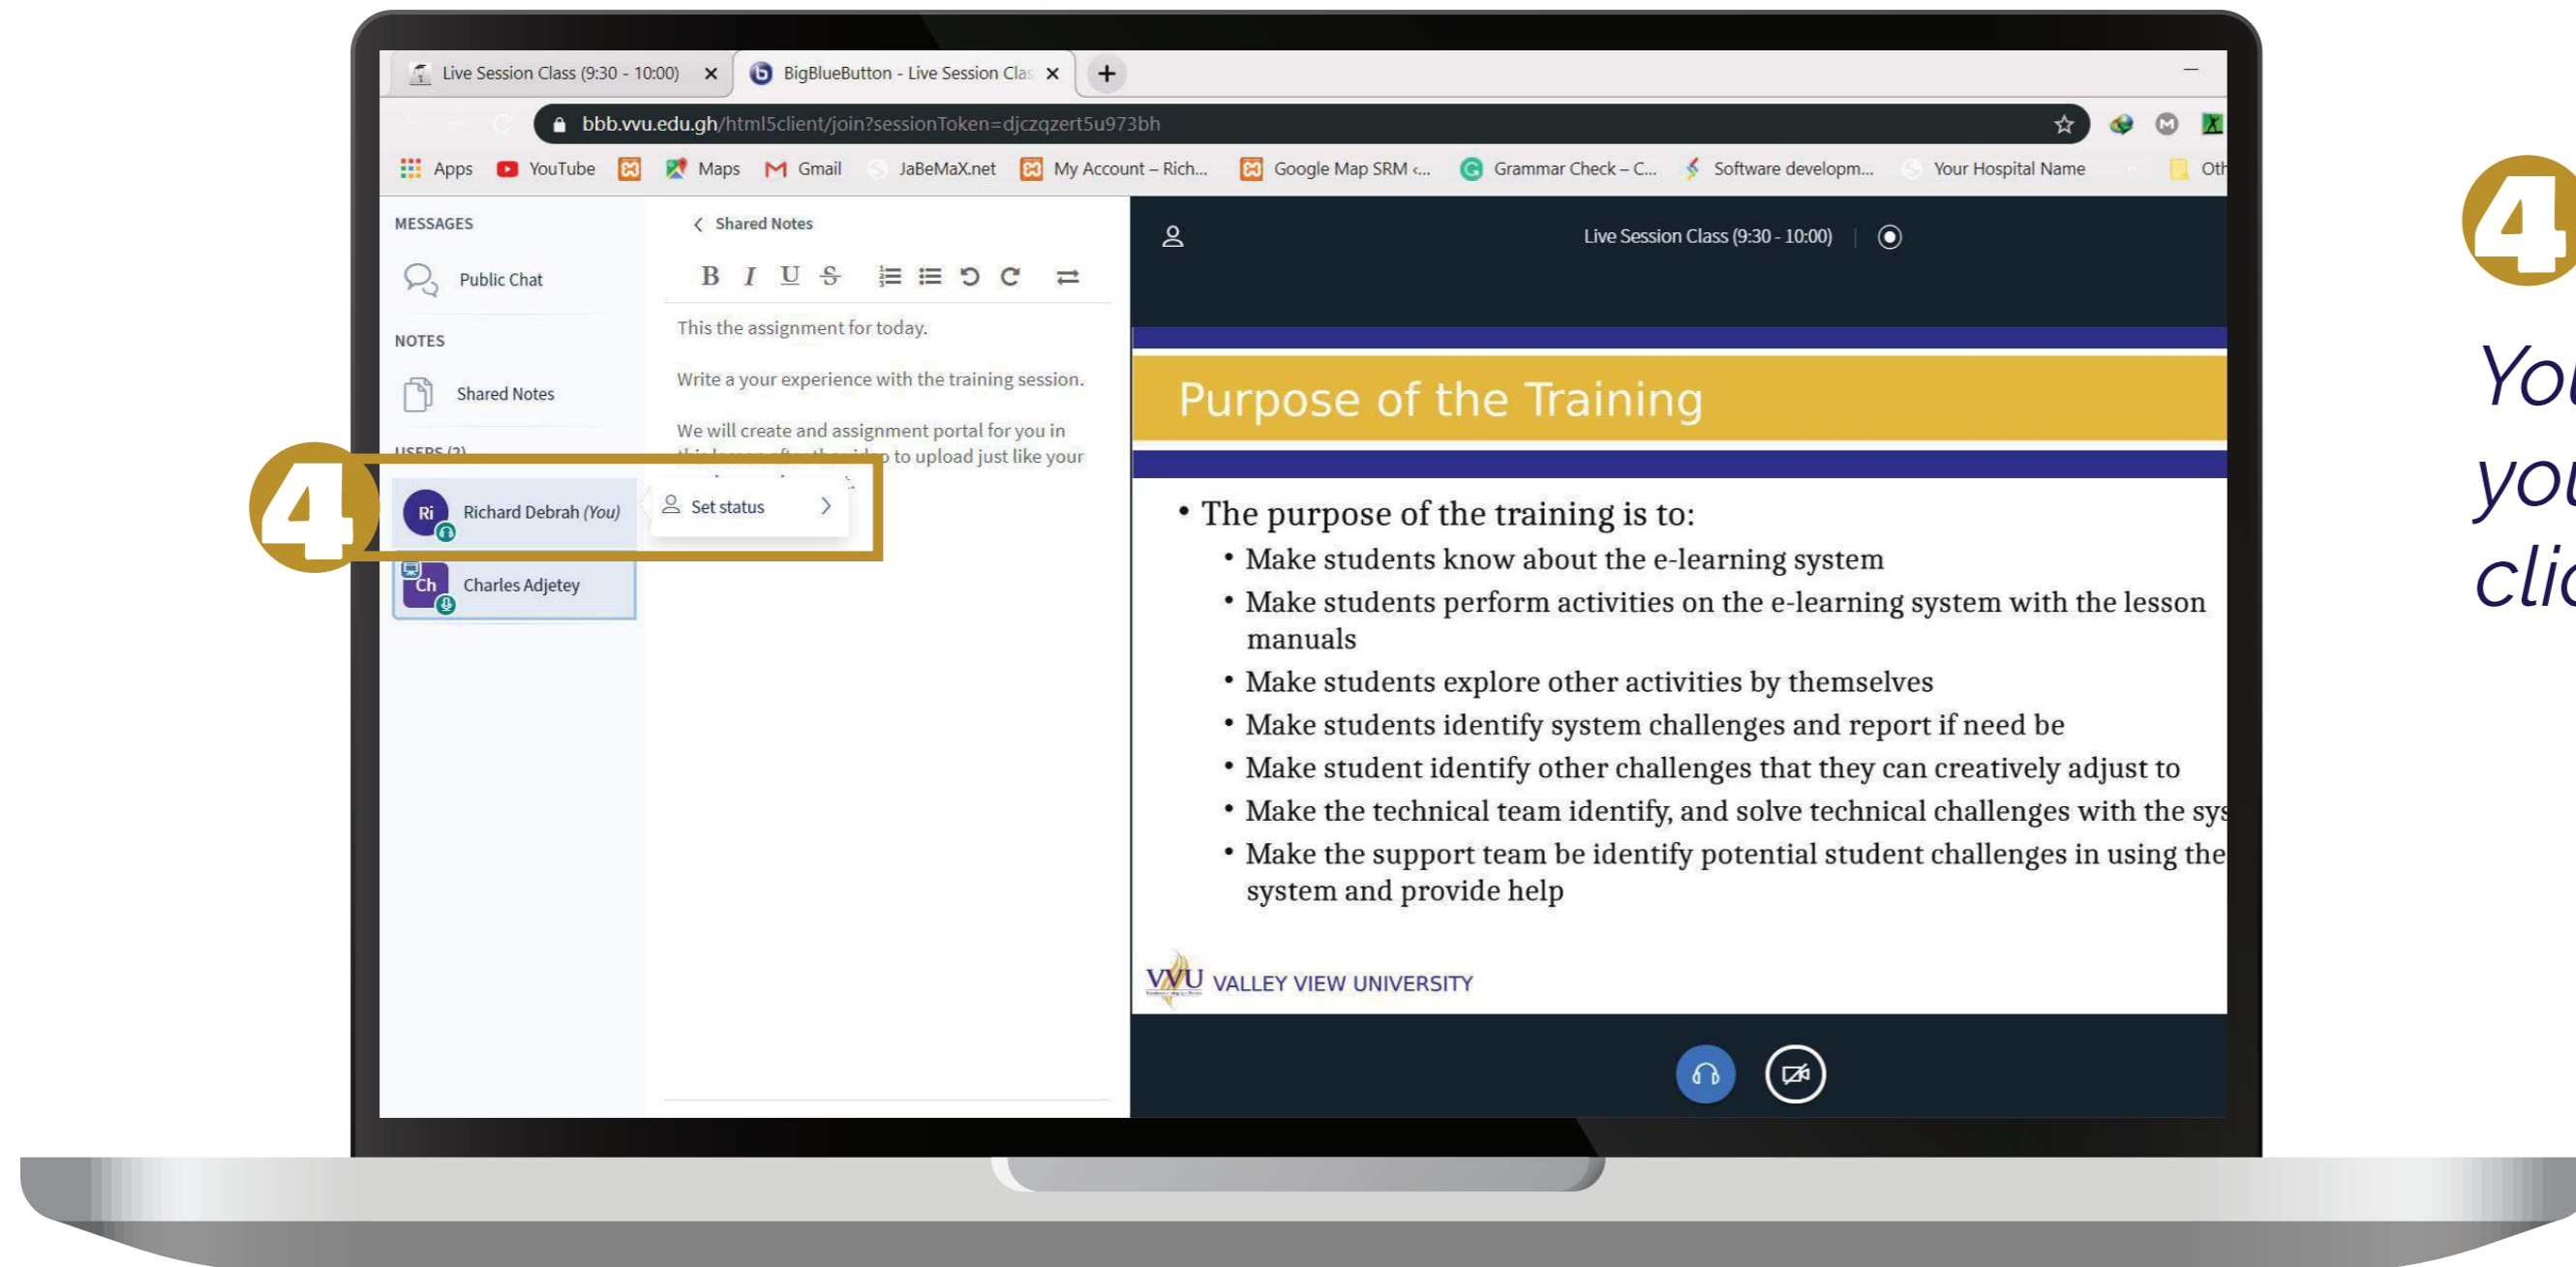 Live Session Class (9:30 - 10:00)
BigBlueButton - Live Session Clas
bbb.vvu.edu.gh/html5client/join?sessionToken=djczqzert5u973bh
Apps YouTube Maps Gmail JaBeMaX.net My Account – Rich... Google Map SRM ‹... Grammar Check – C... Software developm... Your Hospital Name Oth
MESSAGES
Public Chat
NOTES
Shared Notes
USERS (2)
Ri Richard Debrah (You)
Ch Charles Adjetey
4
Shared Notes
B I U S
This the assignment for today.
Write a your experience with the training session.
We will create and assignment portal for you in
to upload just like your
Set status
Live Session Class (9:30 - 10:00)
Purpose of the Training
• The purpose of the training is to:
• Make students know about the e-learning system
• Make students perform activities on the e-learning system with the lesson
manuals
• Make students explore other activities by themselves
• Make students identify system challenges and report if need be
• Make student identify other challenges that they can creatively adjust to
• Make the technical team identify, and solve technical challenges with the sys
• Make the support team be identify potential student challenges in using the
system and provide help
VVU VALLEY VIEW UNIVERSITY
4
You
you
clic